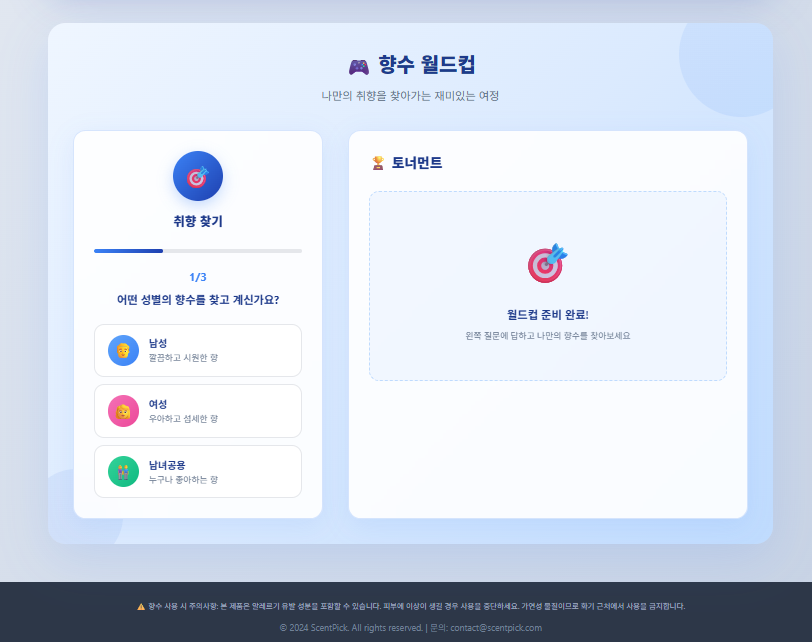 향수 월드컵
나만의 취향을 찾아가는 재미있는 여정
취향 찾기
1/3
어떤 성별의 향수를 찾고 계신가요?
남성
깔끔하고 시원한 향
여성
우아하고 섬세한 향
남녀공용
누구나 좋아하는 향
토너먼트
월드컵 준비 완료!
왼쪽 질문에 답하고 나만의 향수를 찾아보세요
향수 사용 시 주의사항: 본 제품은 알레르기 유발 성분을 포함할 수 있습니다. 피부에 이상이 생길 경우 사용을 중단하세요. 가연성 물질이므로 화기 근처에서 사용을 금지합니다.
© 2024 ScentPick. All rights reserved. | 문의: contact@scentpick.com